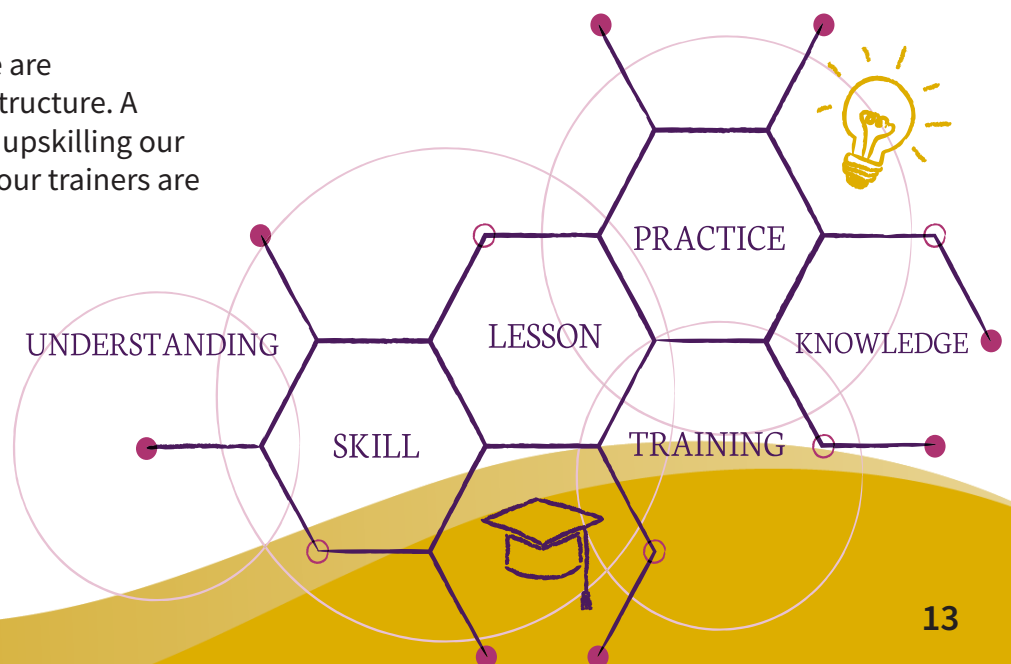 e are
tructure. A
upskilling our
our trainers are
PRACTICE
LESSON
UNDERSTANDING
KNOWLEDGE
SKILL
TRAINING
13